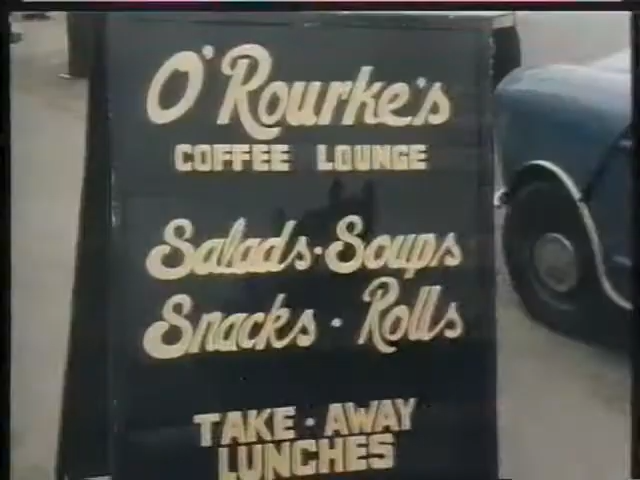 O'Rourke's
COFFEE LOUNGE
Salads · Soups
Snacks · Rolls
TAKE · AWAY
LUNCHES